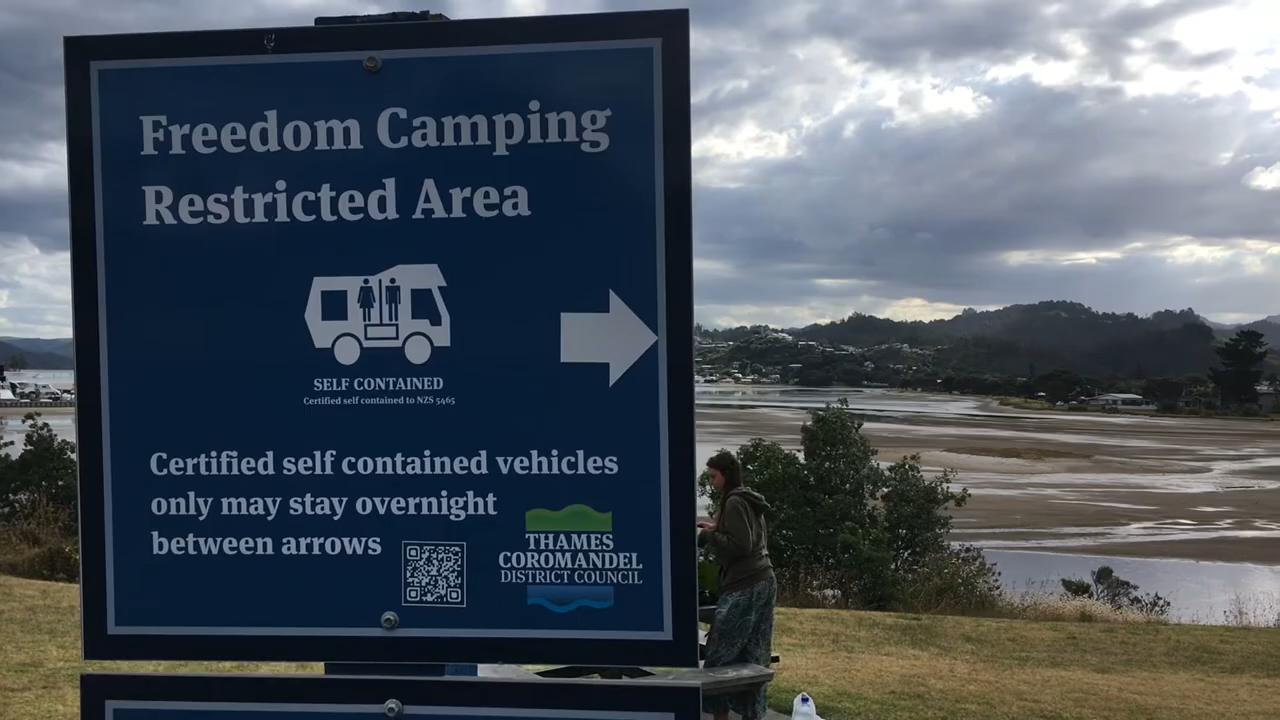 Freedom Camping
Restricted Area
SELF CONTAINED
Certified self contained to NZS 5465
Certified self contained vehicles
only may stay overnight
between arrows
THAMES
COROMANDEL
DISTRICT COUNCIL